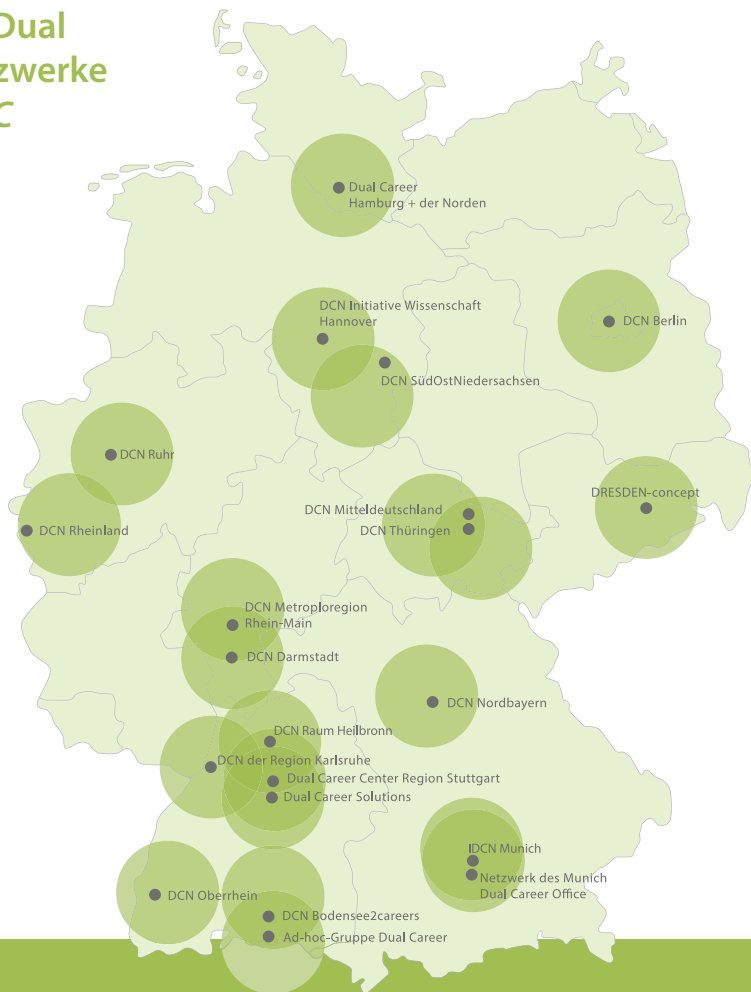 Dual
zwerke
C
Dual Career
Hamburg + der Norden
DCN Initiative Wissenschaft
Hannover
DCN Berlin
DCN SüdOstNiedersachsen
DCN Ruhr
DRESDEN-concept
DCN Mitteldeutschland
DCN Thüringen
DCN Rheinland
DCN Metroploregion
Rhein-Main
DCN Darmstadt
DCN Nordbayern
DCN Raum Heilbronn
DCN der Region Karlsruhe
Dual Career Center Region Stuttgart
Dual Career Solutions
IDCN Munich
Netzwerk des Munich
Dual Career Office
DCN Oberrhein
DCN Bodensee2careers
Ad-hoc-Gruppe Dual Career